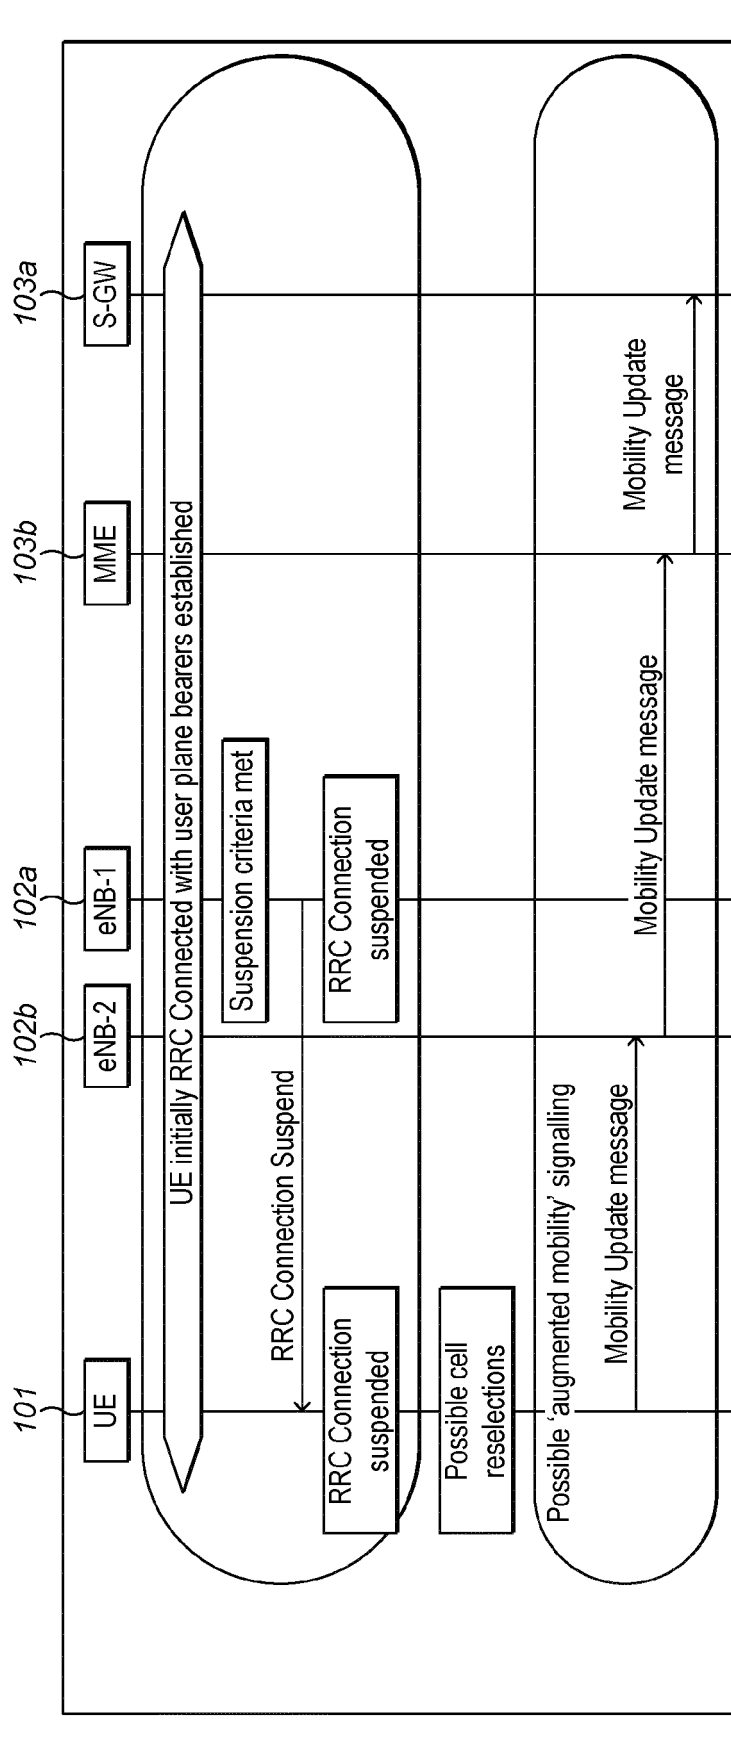 101
102b
102a
103b
103a
UE
eNB-2
eNB-1
MME
S-GW
UE initially RRC Connected with user plane bearers established
Suspension criteria met
RRC Connection Suspend
RRC Connection
suspended
RRC Connection
suspended
Possible cell
reselections
Possible ‘augmented mobility’ signalling
Mobility Update message
Mobility Update message
Mobility Update
message